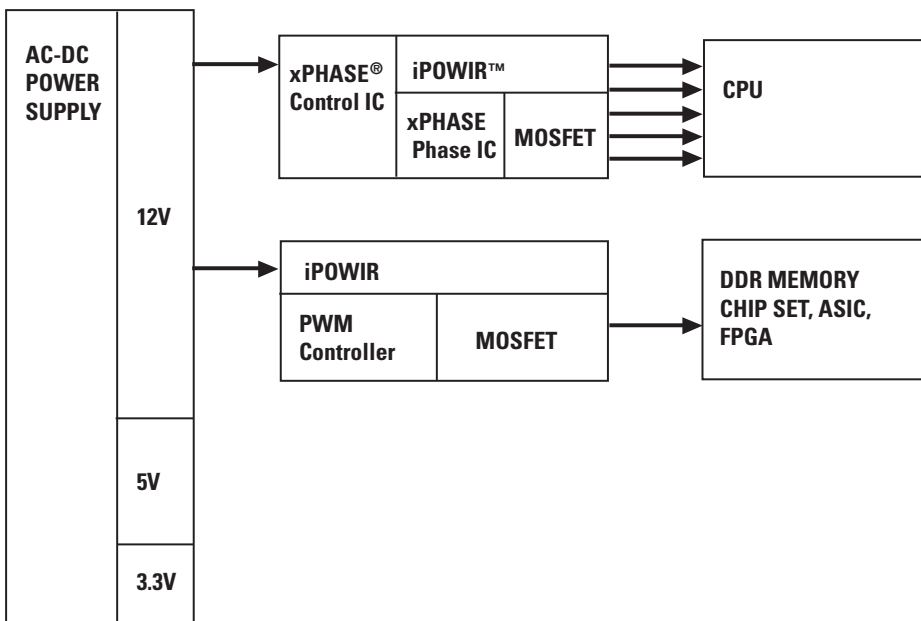 AC-DC
POWER
SUPPLY
12V
5V
3.3V
xPHASE®
Control IC
iPOWIR™
xPHASE
Phase IC
MOSFET
CPU
iPOWIR
PWM
Controller
MOSFET
DDR MEMORY
CHIP SET, ASIC,
FPGA